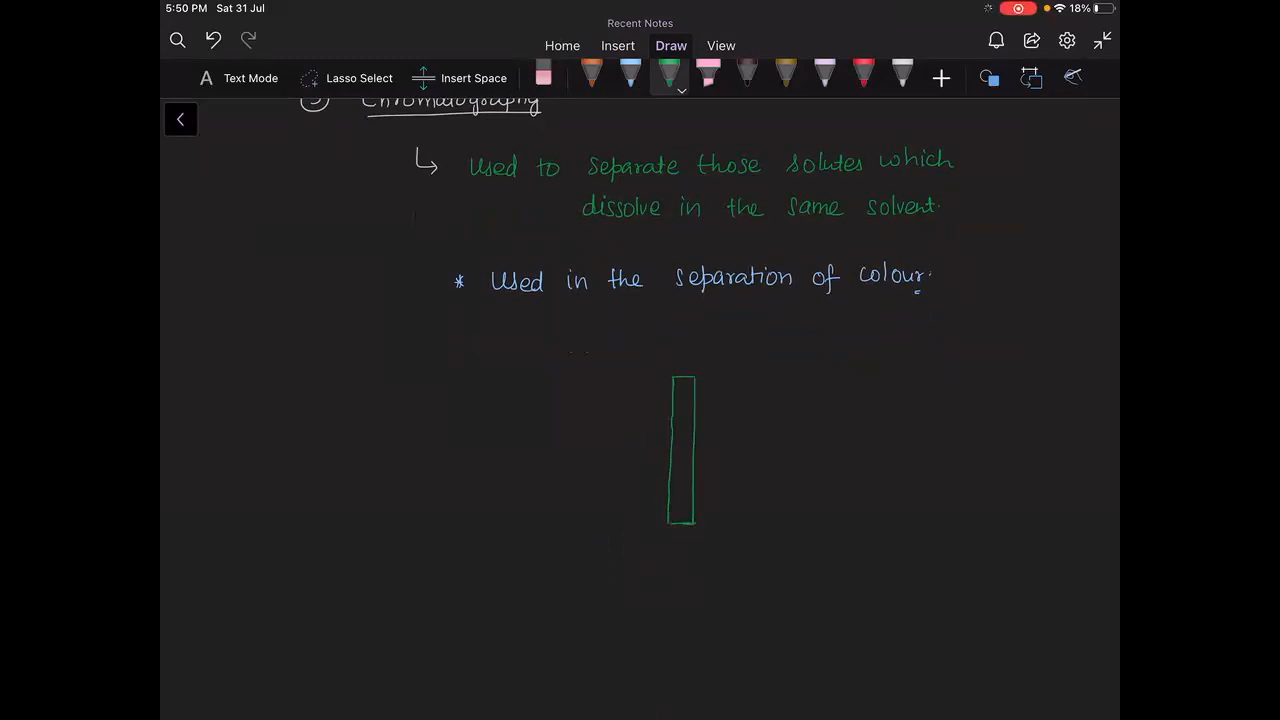 5:50 PM Sat 31 Jul
18%
Recent Notes
Home Insert Draw View
A Text Mode Lasso Select Insert Space
Chromatography
Used to separate those solutes which
dissolve in the same solvent.
* Used in the separation of colour.